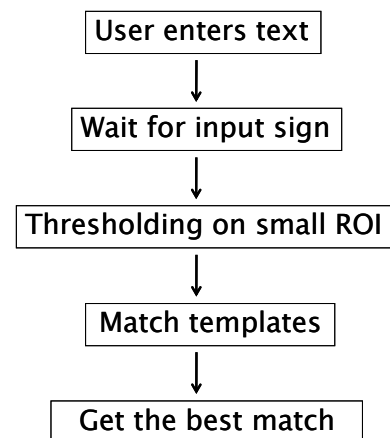 User enters text
Wait for input sign
Thresholding on small ROI
Match templates
Get the best match